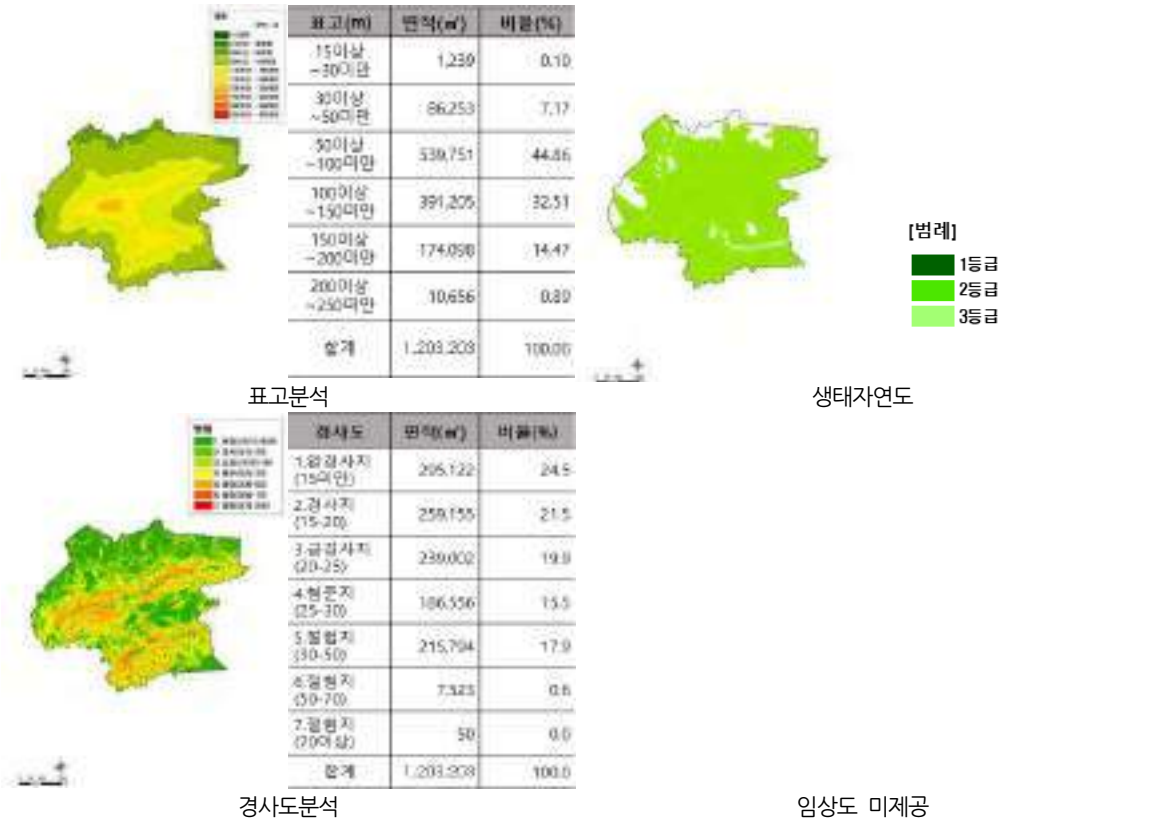 표고(m) 면적(㎡) 비율(%)
15이상 ~30미만 1,239 0.10
30이상 ~50미만 86,253 7.17
50이상 ~100미만 539,751 44.86
100이상 ~150미만 391,205 32.51
150이상 ~200미만 174,098 14.47
200이상 ~250미만 10,656 0.89
합계 1,203,203 100.00
[범례]
1등급
2등급
3등급
표고분석
생태자연도
경사도 면적(㎡) 비율(%)
1.완경사지 (15미만) 295,122 24.5
2.경사지 (15-20) 259,155 21.5
3.급경사지 (20-25) 239,002 19.9
4.험준지 (25-30) 186,556 15.5
5.절험지 (30-50) 215,794 17.9
6.절험지 (50-70) 7,523 0.6
7.절험지 (70이상) 50 0.0
합계 1,203,203 100.0
경사도분석
임상도 미제공